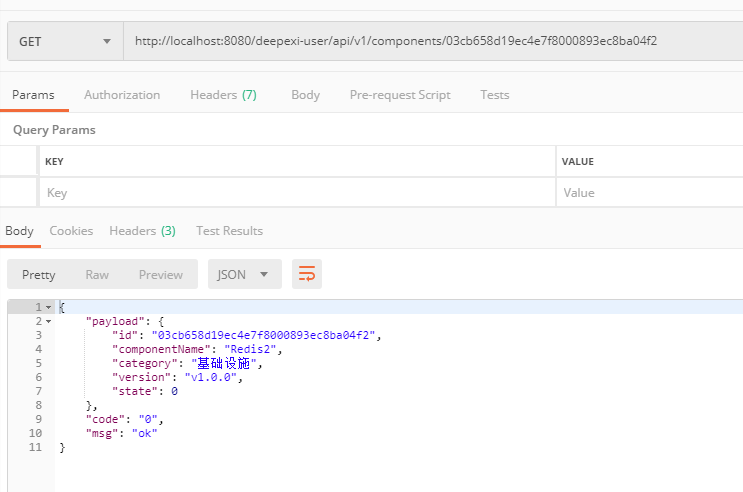 GET http://localhost:8080/deepexi-user/api/v1/components/03cb658d19ec4e7f8000893ec8ba04f2
Params Authorization Headers (7) Body Pre-request Script Tests
Query Params
KEY VALUE
Key Value
Body Cookies Headers (3) Test Results
Pretty Raw Preview JSON
1 {
2 "payload": {
3 "id": "03cb658d19ec4e7f8000893ec8ba04f2",
4 "componentName": "Redis2",
5 "category": "基础设施",
6 "version": "v1.0.0",
7 "state": 0
8 },
9 "code": "0",
10 "msg": "ok"
11 }